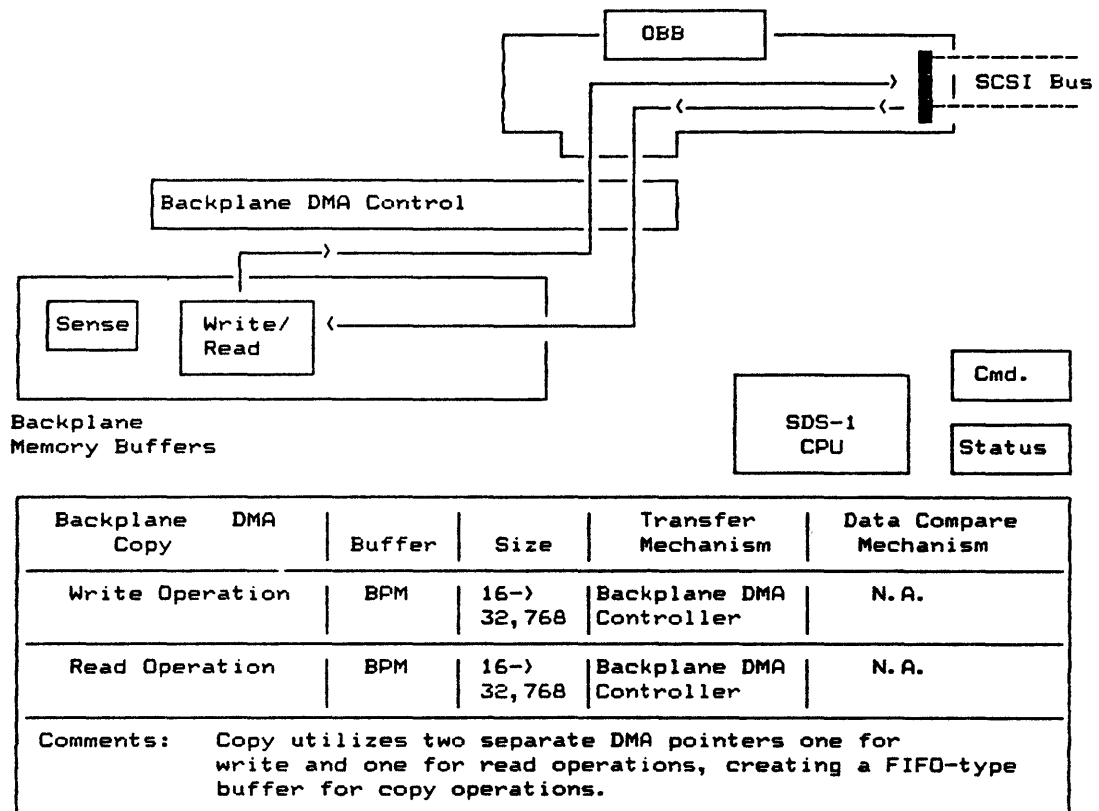 OBB
SCSI Bus
Backplane DMA Control
Sense
Write/
Read
Backplane
Memory Buffers
SDS-1
CPU
Cmd.
Status
Backplane DMA
Copy
Buffer
Size
Transfer
Mechanism
Data Compare
Mechanism
Write Operation
BPM
16->
32,768
Backplane DMA
Controller
N.A.
Read Operation
BPM
16->
32,768
Backplane DMA
Controller
N.A.
Comments: Copy utilizes two separate DMA pointers one for
write and one for read operations, creating a FIFO-type
buffer for copy operations.